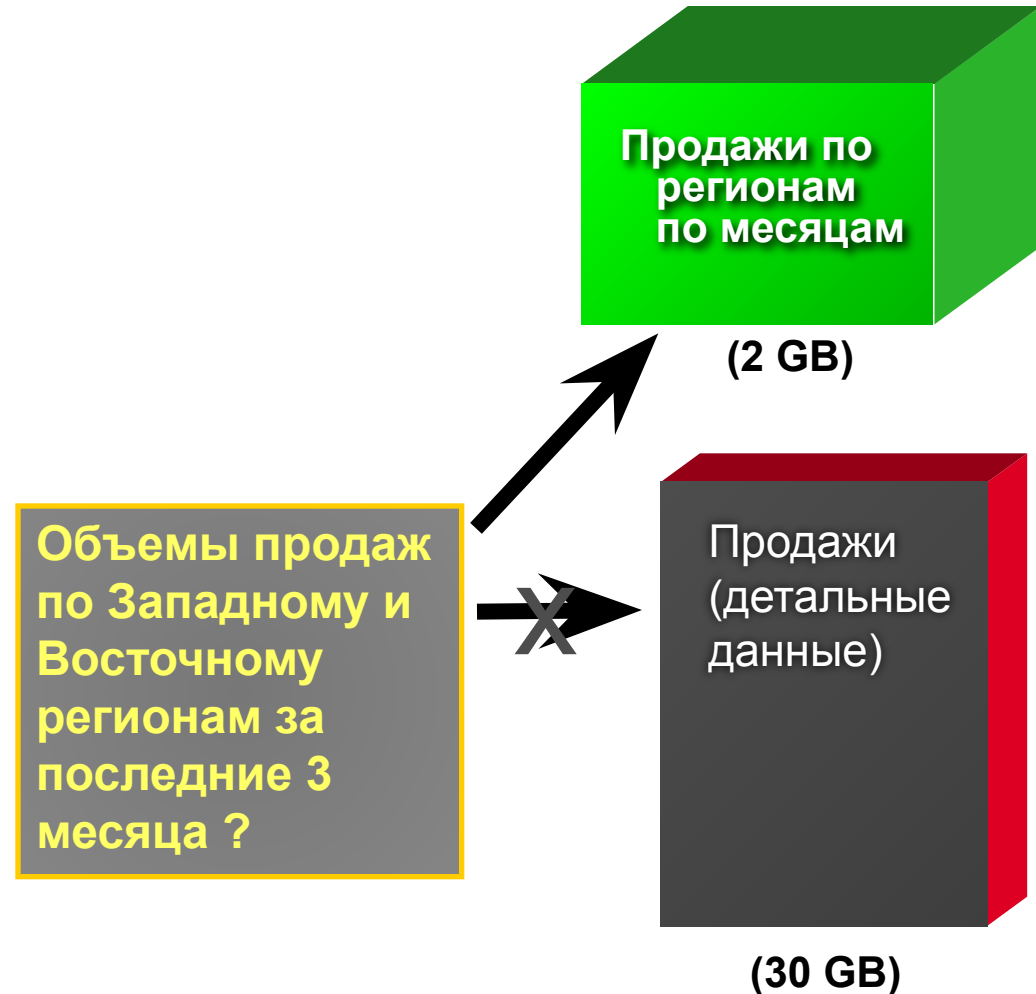 Продажи по
регионам
по месяцам
(2 GB)
Объемы продаж
по Западному и
Восточному
регионам за
последние 3
месяца ?
X
Продажи
(детальные
данные)
(30 GB)